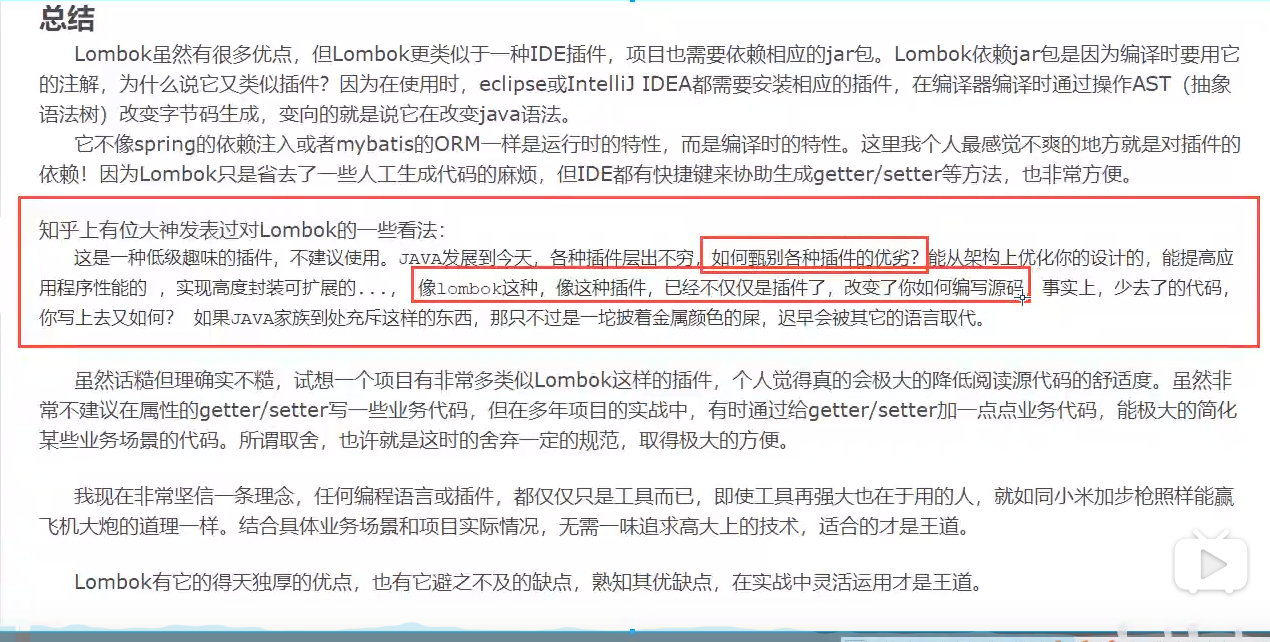 总结
Lombok虽然有很多优点，但Lombok更类似于一种IDE插件，项目也需要依赖相应的jar包。Lombok依赖jar包是因为编译时要用它
的注解，为什么说它又类似插件？因为在使用时，eclipse或IntelliJ IDEA都需要安装相应的插件，在编译器编译时通过操作AST（抽象
语法树）改变字节码生成，变向的就是说它在改变java语法。
它不像spring的依赖注入或者mybatis的ORM一样是运行时的特性，而是编译时的特性。这里我个人最感觉不爽的地方就是对插件的
依赖！因为Lombok只是省去了一些人工生成代码的麻烦，但IDE都有快捷键来协助生成getter/setter等方法，也非常方便。
知乎上有位大神发表过对Lombok的一些看法：
这是一种低级趣味的插件，不建议使用。JAVA发展到今天，各种插件层出不穷，如何甄别各种插件的优劣？能从架构上优化你的设计的，能提高应
用程序性能的 ，实现高度封装可扩展的...， 像lombok这种，像这种插件，已经不仅仅是插件了，改变了你如何编写源码， 事实上，少去了的代码，
你写上去又如何？ 如果JAVA家族到处充斥这样的东西，那只不过是一坨披着金属颜色的屎，迟早会被其它的语言取代。
虽然话糙但理确实不糙，试想一个项目有非常多类似Lombok这样的插件，个人觉得真的会极大的降低阅读源代码的舒适度。虽然非
常不建议在属性的getter/setter写一些业务代码，但在多年项目的实战中，有时通过给getter/setter加一点点业务代码，能极大的简化
某些业务场景的代码。所谓取舍，也许就是这时的舍弃一定的规范，取得极大的方便。
我现在非常坚信一条理念，任何编程语言或插件，都仅仅只是工具而已，即使工具再强大也在于用的人，就如同小米加步枪照样能赢
飞机大炮的道理一样。结合具体业务场景和项目实际情况，无需一味追求高大上的技术，适合的才是王道。
Lombok有它的得天独厚的优点，也有它避之不及的缺点，熟知其优缺点，在实战中灵活运用才是王道。